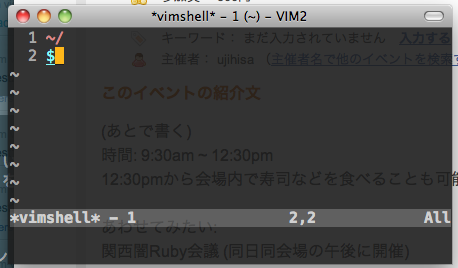 *vimshell* - 1 (~) - VIM2
キーワード： まだ入力されていません 入力する
1 ~/
主催者： ujihisa (主催者名で他のイベントを検索す
2 $
~
~
このイベントの紹介文
~
~
(あとで書く)
~
時間: 9:30am ~ 12:30pm
~
12:30pmから会場内で寿司などを食べることも可能
~
*vimshell* - 1 2,2 All
あわせてみたい:
関西闇Ruby会議 (同日同会場の午後に開催)